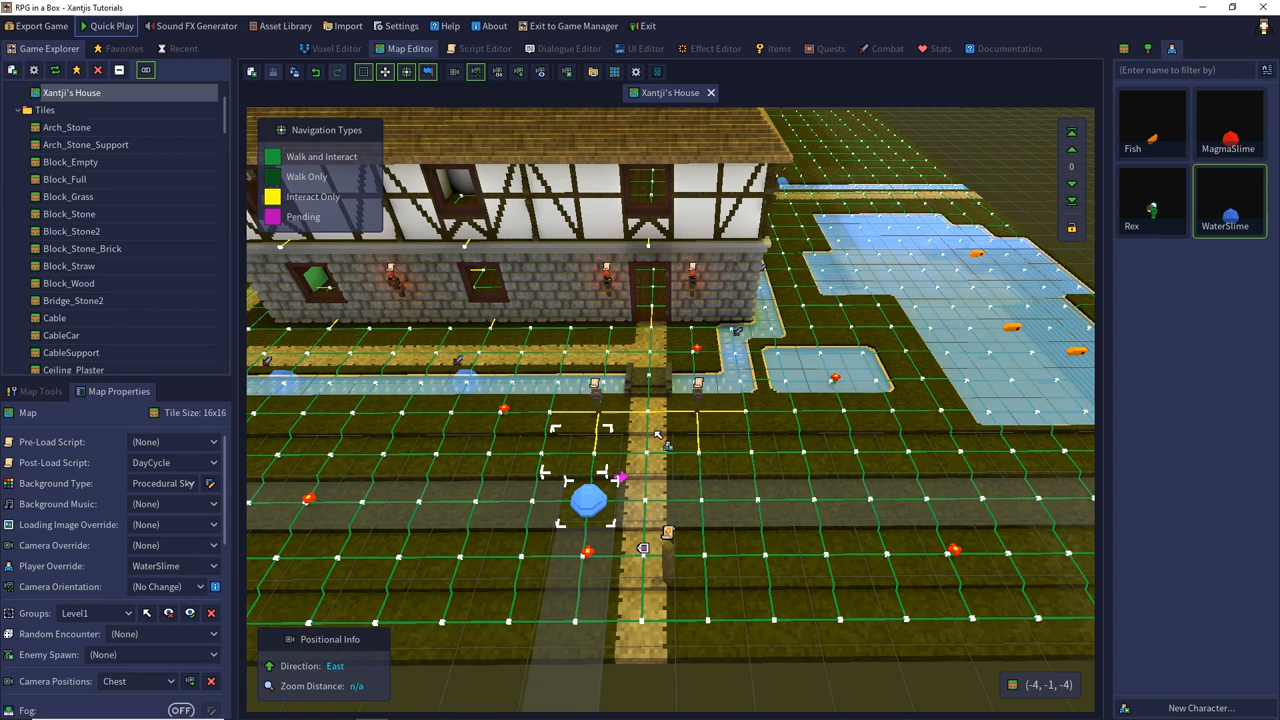 RPG in a Box - Xantjis Tutorials
Export Game
Quick Play
Sound FX Generator
Asset Library
Import
Settings
Help
About
Exit to Game Manager
Exit
Game Explorer
Favorites
Recent
Voxel Editor
Map Editor
Script Editor
Dialogue Editor
UI Editor
Effect Editor
Items
Quests
Combat
Stats
Documentation
Xantji's House
Tiles
Arch_Stone
Arch_Stone_Support
Block_Empty
Block_Full
Block_Grass
Block_Stone
Block_Stone2
Block_Stone_Brick
Block_Straw
Block_Wood
Bridge_Stone2
Cable
CableCar
CableSupport
Ceiling_Plaster
Map Tools
Map Properties
Map
Tile Size: 16x16
Pre-Load Script: (None)
Post-Load Script: DayCycle
Background Type: Procedural Sky
Background Music: (None)
Loading Image Override: (None)
Camera Override: (None)
Player Override: WaterSlime
Camera Orientation: (No Change)
Groups: Level1
Random Encounter: (None)
Enemy Spawn: (None)
Camera Positions: Chest
Fog: OFF
Xantji's House
Navigation Types
Walk and Interact
Walk Only
Interact Only
Pending
0
Positional Info
Direction: East
Zoom Distance: n/a
(-4, -1, -4)
(Enter name to filter by)
Fish
MagmaSlime
Rex
WaterSlime
New Character...